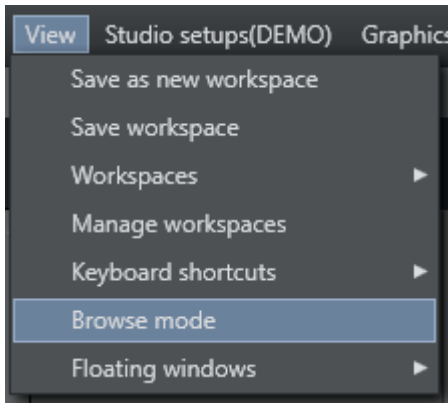 View Studio setups(DEMO) Graphics
Save as new workspace
Save workspace
Workspaces
Manage workspaces
Keyboard shortcuts
Browse mode
Floating windows